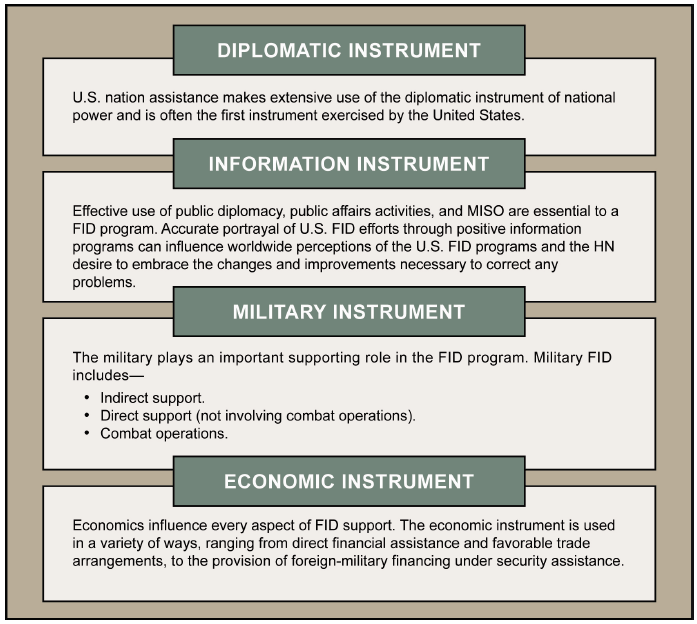 DIPLOMATIC INSTRUMENT
U.S. nation assistance makes extensive use of the diplomatic instrument of national
power and is often the first instrument exercised by the United States.
INFORMATION INSTRUMENT
Effective use of public diplomacy, public affairs activities, and MISO are essential to a
FID program. Accurate portrayal of U.S. FID efforts through positive information
programs can influence worldwide perceptions of the U.S. FID programs and the HN
desire to embrace the changes and improvements necessary to correct any
problems.
MILITARY INSTRUMENT
The military plays an important supporting role in the FID program. Military FID
includes—
• Indirect support.
• Direct support (not involving combat operations).
• Combat operations.
ECONOMIC INSTRUMENT
Economics influence every aspect of FID support. The economic instrument is used
in a variety of ways, ranging from direct financial assistance and favorable trade
arrangements, to the provision of foreign-military financing under security assistance.